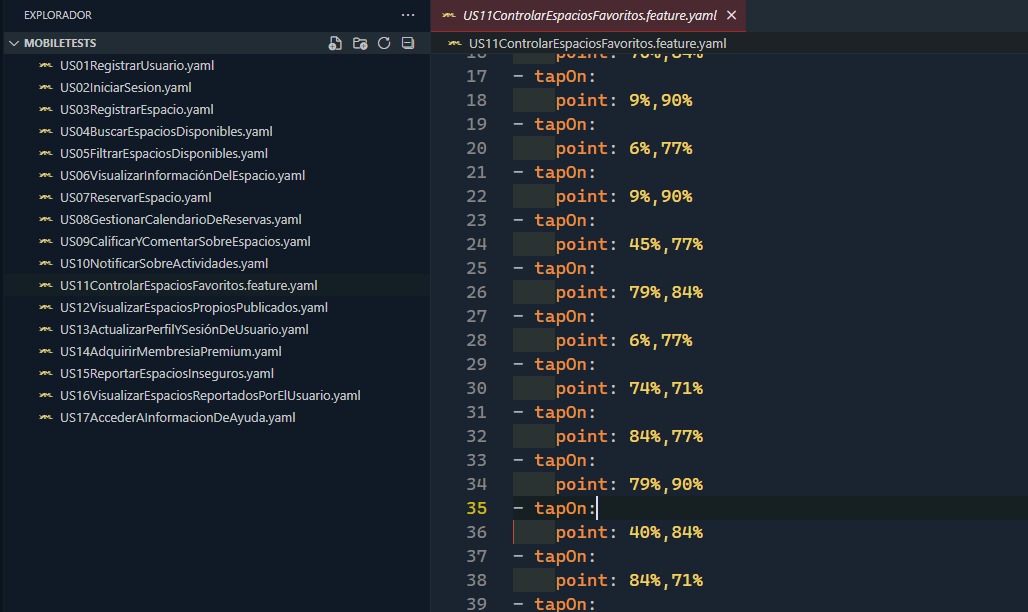 EXPLORADOR
MOBILETESTS
US01RegistrarUsuario.yaml
US02IniciarSesion.yaml
US03RegistrarEspacio.yaml
US04BuscarEspaciosDisponibles.yaml
US05FiltrarEspaciosDisponibles.yaml
US06VisualizarInformaciónDelEspacio.yaml
US07ReservarEspacio.yaml
US08GestionarCalendarioDeReservas.yaml
US09CalificarYComentarSobreEspacios.yaml
US10NotificarSobreActividades.yaml
US11ControlarEspaciosFavoritos.feature.yaml
US12VisualizarEspaciosPropiosPublicados.yaml
US13ActualizarPerfilYSesiónDeUsuario.yaml
US14AdquirirMembresiaPremium.yaml
US15ReportarEspaciosInseguros.yaml
US16VisualizarEspaciosReportadosPorElUsuario.yaml
US17AccederAInformacionDeAyuda.yaml
US11ControlarEspaciosFavoritos.feature.yaml
US11ControlarEspaciosFavoritos.feature.yaml
17 - tapOn:
18 point: 9%,90%
19 - tapOn:
20 point: 6%,77%
21 - tapOn:
22 point: 9%,90%
23 - tapOn:
24 point: 45%,77%
25 - tapOn:
26 point: 79%,84%
27 - tapOn:
28 point: 6%,77%
29 - tapOn:
30 point: 74%,71%
31 - tapOn:
32 point: 84%,77%
33 - tapOn:
34 point: 79%,90%
35 - tapOn:
36 point: 40%,84%
37 - tapOn:
38 point: 84%,71%
39 - tapOn: